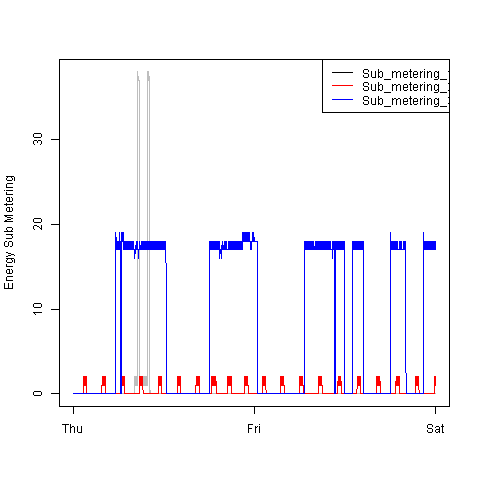 Sub_metering_
Sub_metering_
Sub_metering_
Energy Sub Metering
30
20
10
0
Thu Fri Sat